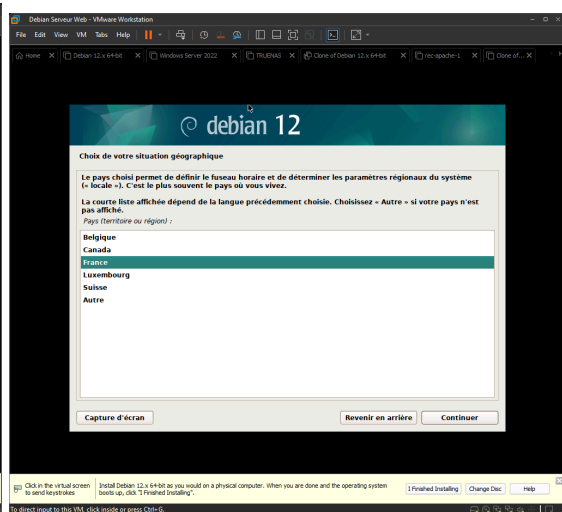 Debian Serveur Web - VMware Workstation
File Edit View VM Tabs Help
Home Debian 12.x 64-bit Windows Server 2022 TRUENAS Clone of Debian 12.x 64-bit rec-apache-1 Clone of...
debian 12
Choix de votre situation géographique
Le pays choisi permet de définir le fuseau horaire et de déterminer les paramètres régionaux du système
(« locale »). C'est le plus souvent le pays où vous vivez.
La courte liste affichée dépend de la langue précédemment choisie. Choisissez « Autre » si votre pays n'est
pas affiché.
Pays (territoire ou région) :
Belgique
Canada
France
Luxembourg
Suisse
Autre
Capture d'écran Revenir en arrière Continuer
Click in the virtual screen
to send keystrokes
Install Debian 12.x 64-bit as you would on a physical computer. When you are done and the operating system
boots up, click "I Finished Installing".
I Finished Installing Change Disc Help
To direct input to this VM, click inside or press Ctrl+G.